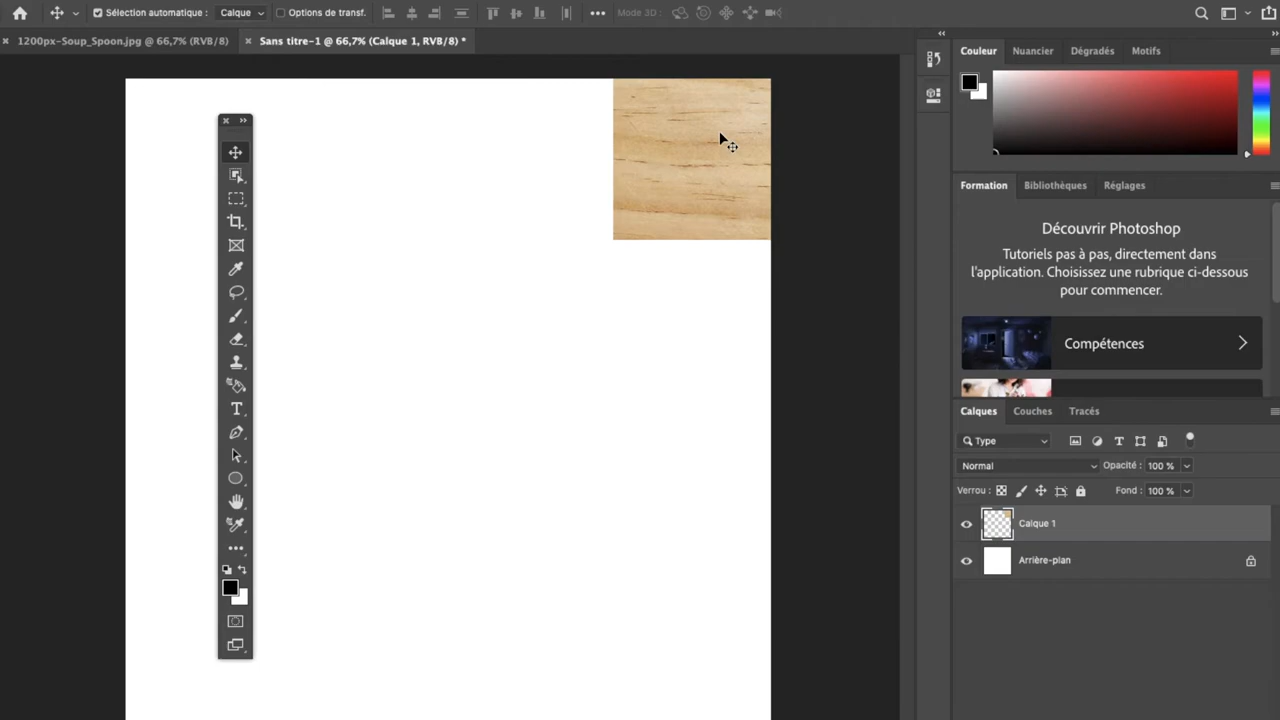 Sélection automatique : Calque Options de transf. Mode 3D :
1200px-Soup_Spoon.jpg @ 66,7% (RVB/8) Sans titre-1 @ 66,7% (Calque 1, RVB/8) *
Couleur Nuancier Dégradés Motifs
Formation Bibliothèques Réglages
Découvrir Photoshop
Tutoriels pas à pas, directement dans
l'application. Choisissez une rubrique ci-dessous
pour commencer.
Compétences
Calques Couches Tracés
Type
Normal Opacité : 100 %
Verrou : Fond : 100 %
Calque 1
Arrière-plan